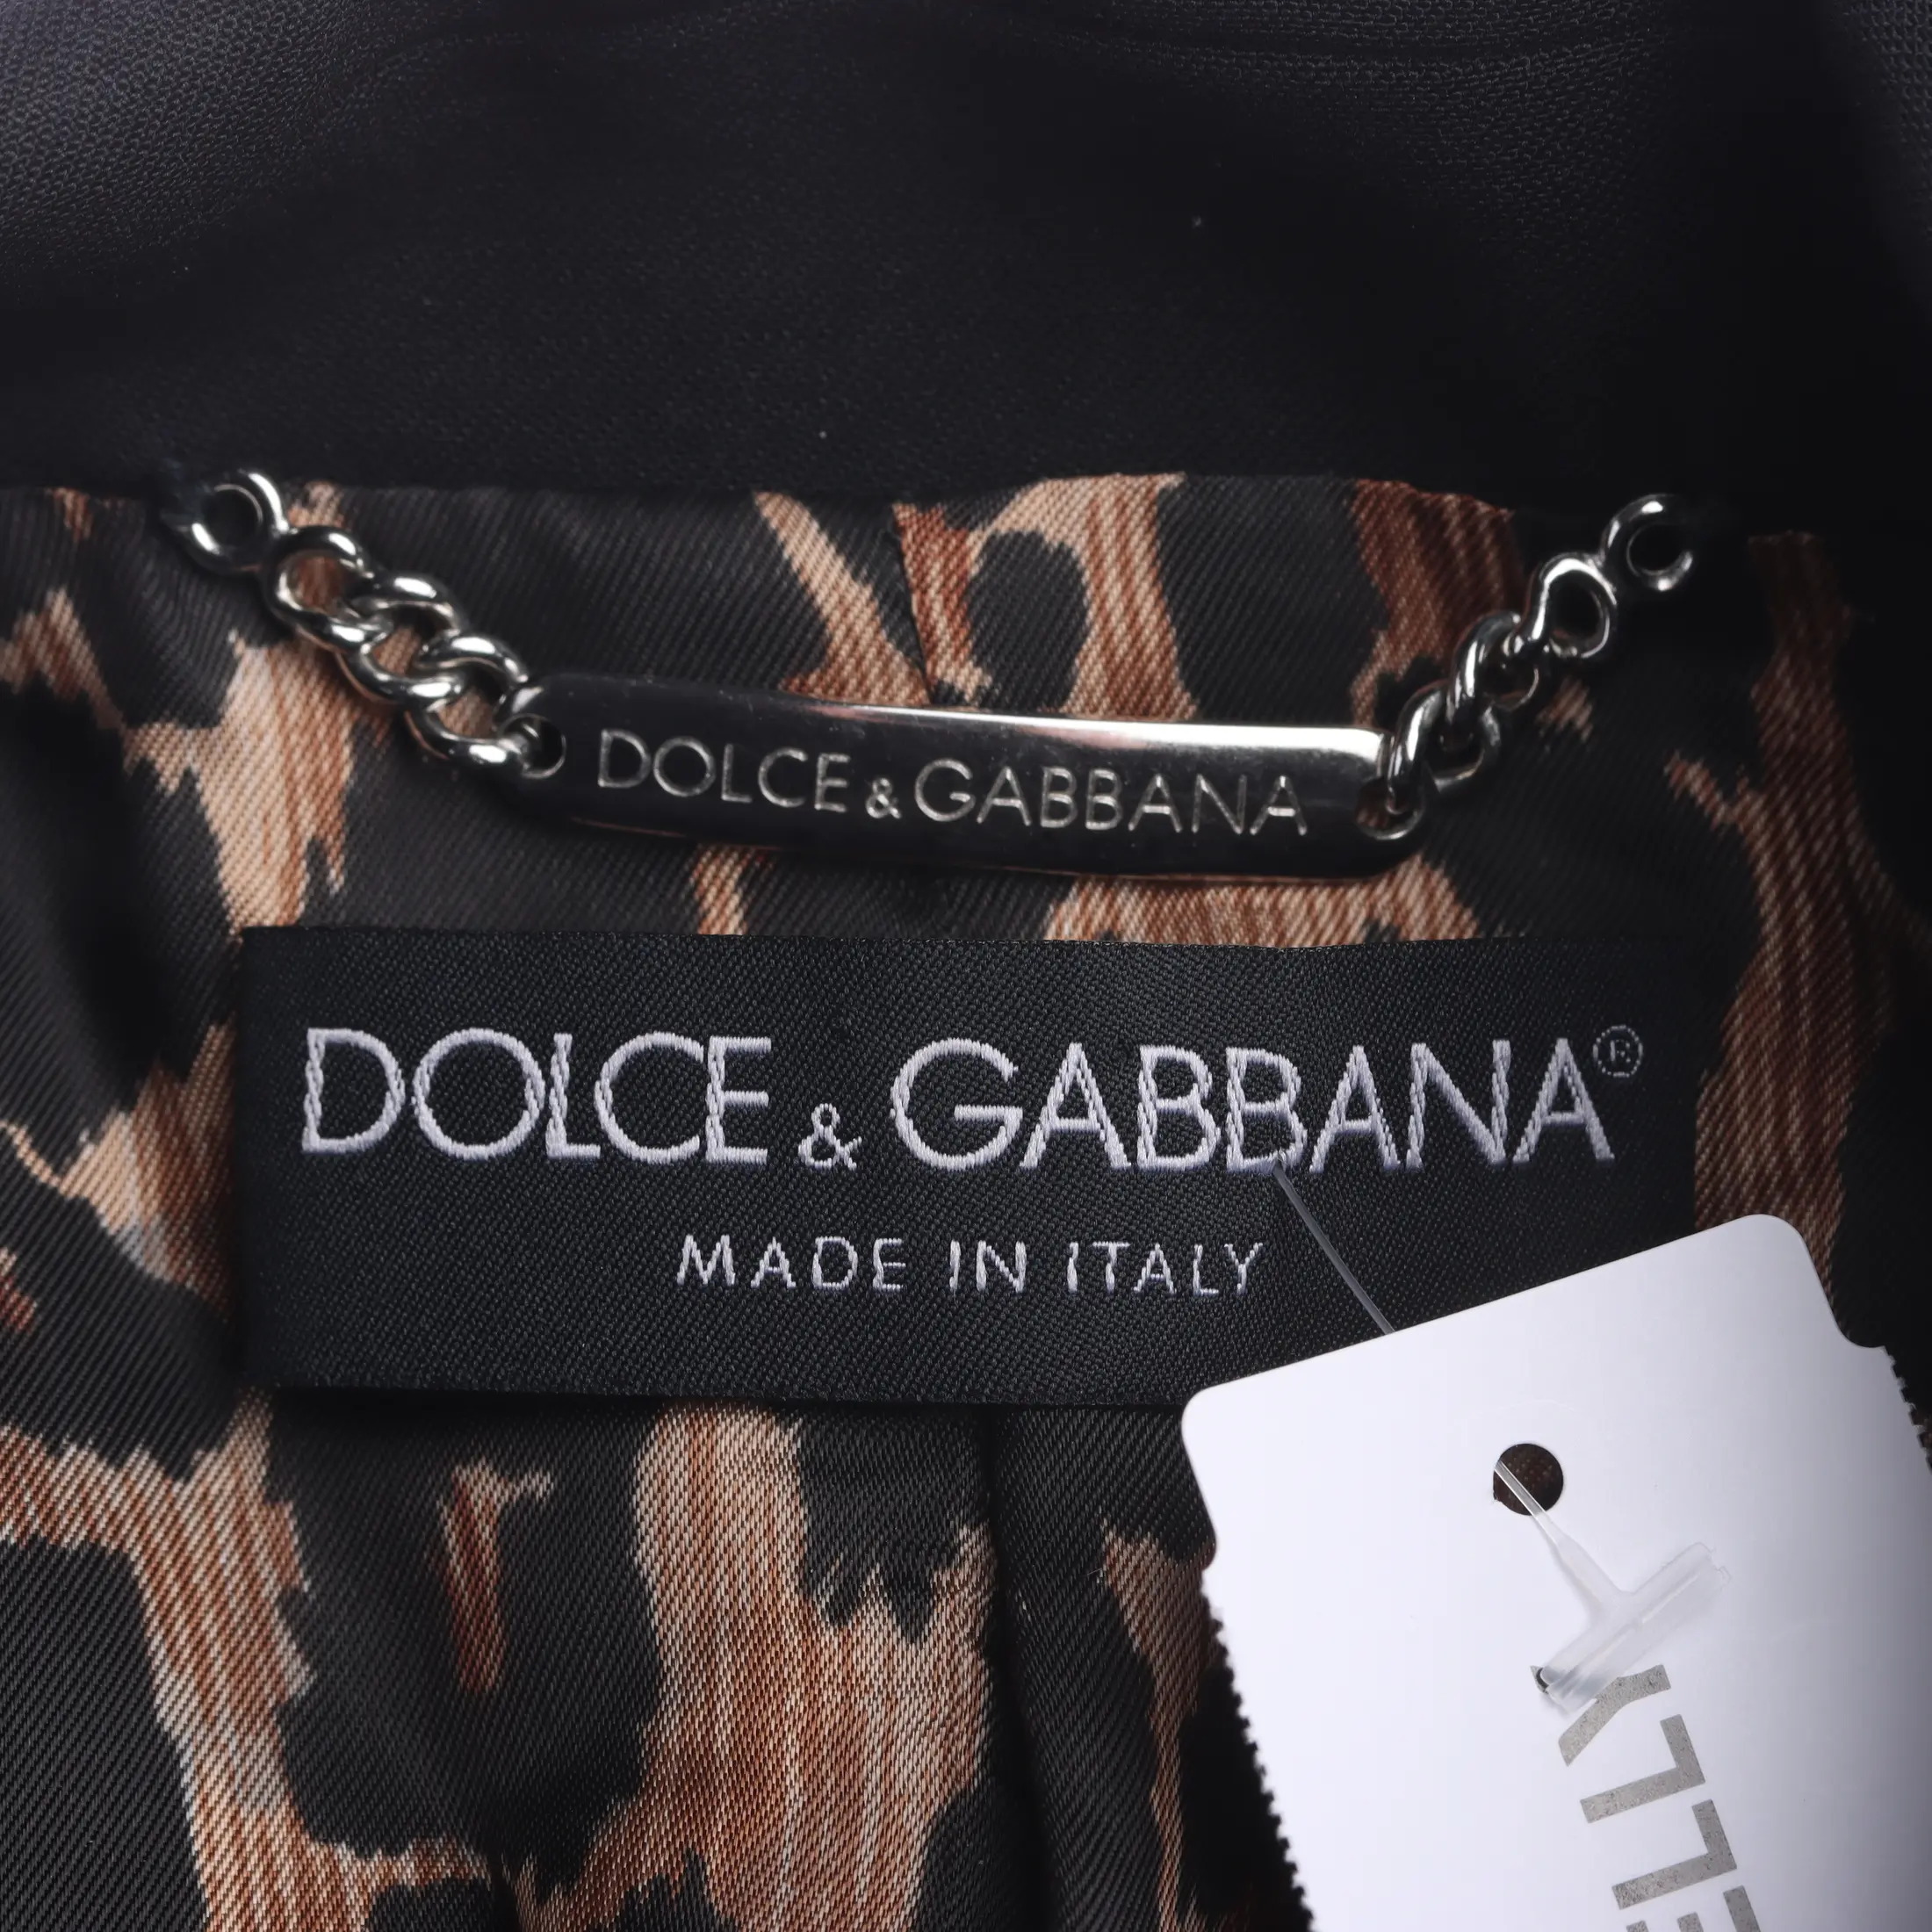 DOLCE & GABBANA
DOLCE & GABBANA®
MADE IN ITALY